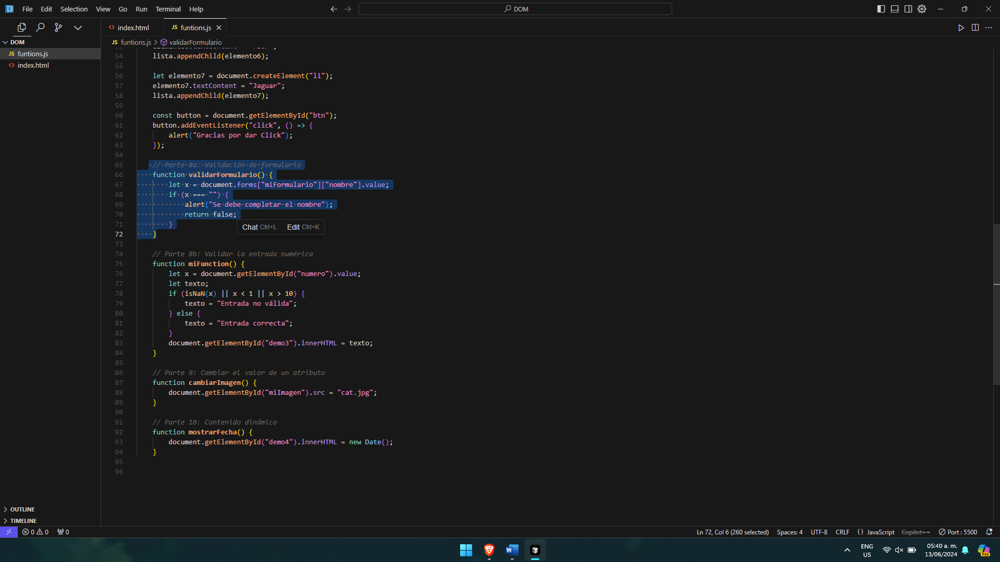 File Edit Selection View Go Run Terminal Help
DOM
index.html
JS funtions.js
DOM
JS funtions.js
index.html
JS funtions.js > validarFormulario
54 lista.appendChild(elemento6);
55
56 let elemento7 = document.createElement("li");
57 elemento7.textContent = "Jaguar";
58 lista.appendChild(elemento7);
59
60 const button = document.getElementById("btn");
61 button.addEventListener("click", () => {
62 alert("Gracias por dar Click");
63 });
64
65 // Parte 8a: Validación de formulario
66 function validarFormulario() {
67 let x = document.forms["miFormulario"]["nombre"].value;
68 if (x === "") {
69 alert("Se debe completar el nombre");
70 return false;
71 }
Chat Ctrl+L Edit Ctrl+K
72 }
73
74 // Parte 8b: Validar la entrada numérica
75 function miFunction() {
76 let x = document.getElementById("numero").value;
77 let texto;
78 if (isNaN(x) || x < 1 || x > 10) {
79 texto = "Entrada no válida";
80 } else {
81 texto = "Entrada correcta";
82 }
83 document.getElementById("demo3").innerHTML = texto;
84 }
85
86 // Parte 9: Cambiar el valor de un atributo
87 function cambiarImagen() {
88 document.getElementById("miImagen").src = "cat.jpg";
89 }
90
91 // Parte 10: Contenido dinámico
92 function mostrarFecha() {
93 document.getElementById("demo4").innerHTML = new Date();
94 }
95
96
OUTLINE
TIMELINE
0 0 0 Ln 72, Col 6 (260 selected) Spaces: 4 UTF-8 CRLF {} JavaScript Copilot++ Port : 5500
ENG
US
05:40 a. m.
13/06/2024
PRE